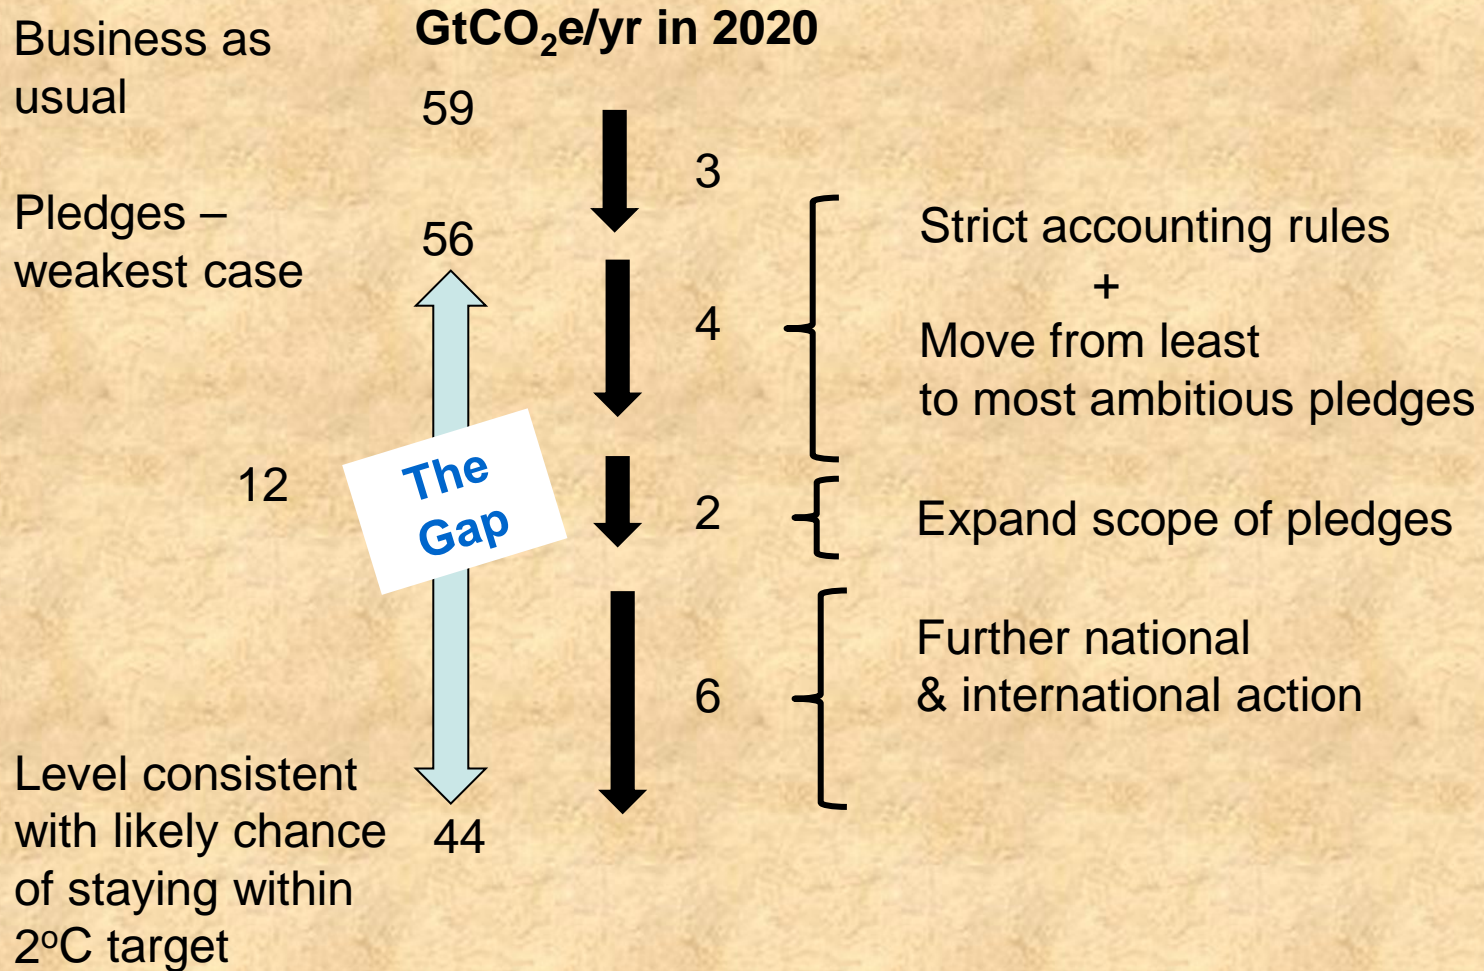 Business as
usual
GtCO₂e/yr in 2020
59
3
Pledges –
weakest case
56
Strict accounting rules
+
Move from least
to most ambitious pledges
4
12
The
Gap
2
Expand scope of pledges
Further national
& international action
6
Level consistent
with likely chance
of staying within
2ºC target
44